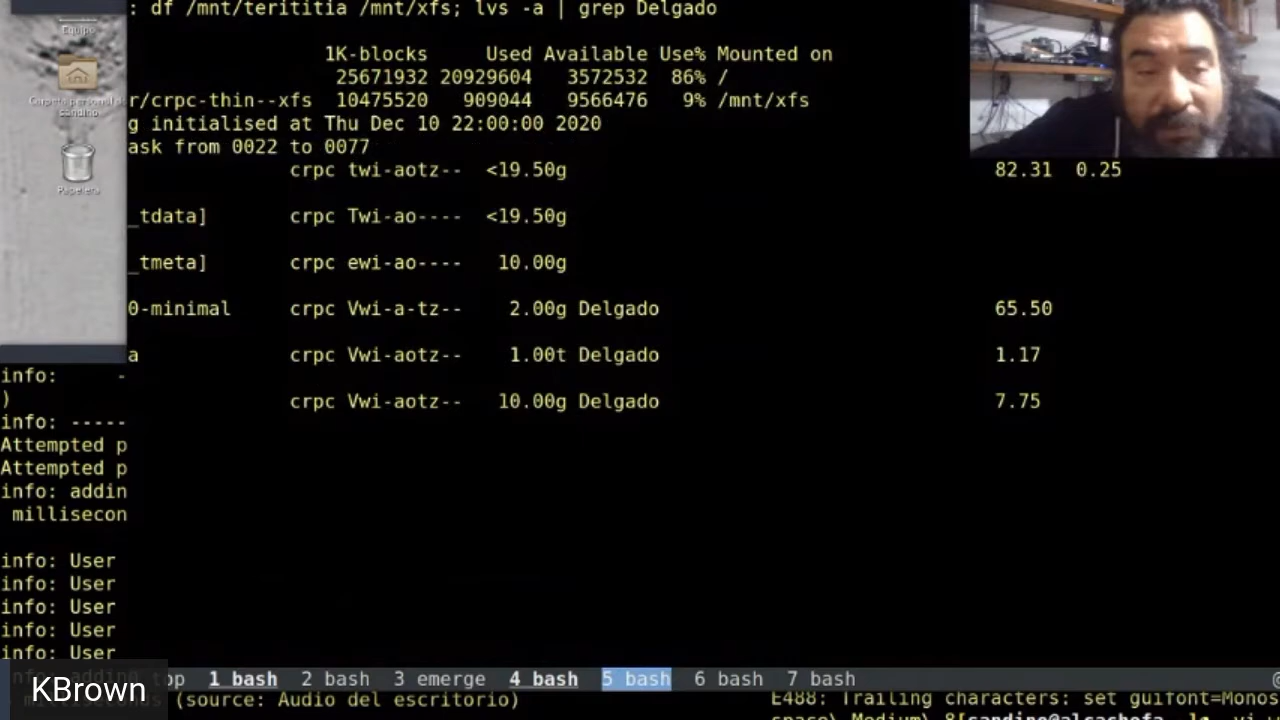 : df /mnt/terititia /mnt/xfs; lvs -a | grep Delgado
Equipo
1K-blocks Used Available Use% Mounted on
25671932 20929604 3572532 86% /
Carpeta personal de
sandino
r/crpc-thin--xfs 10475520 909044 9566476 9% /mnt/xfs
g initialised at Thu Dec 10 22:00:00 2020
ask from 0022 to 0077
crpc twi-aotz-- <19.50g 82.31 0.25
Papelera
_tdata] crpc Twi-ao---- <19.50g
_tmeta] crpc ewi-ao---- 10.00g
0-minimal crpc Vwi-a-tz-- 2.00g Delgado 65.50
a crpc Vwi-aotz-- 1.00t Delgado 1.17
info: -
)
crpc Vwi-aotz-- 10.00g Delgado 7.75
info: -----
Attempted p
Attempted p
info: addin
millisecon
info: User
info: User
info: User
info: User
info: User
op 1 bash 2 bash 3 emerge 4 bash 5 bash 6 bash 7 bash
KBrown
(source: Audio del escritorio)
E488: Trailing characters: set guifont=Monos